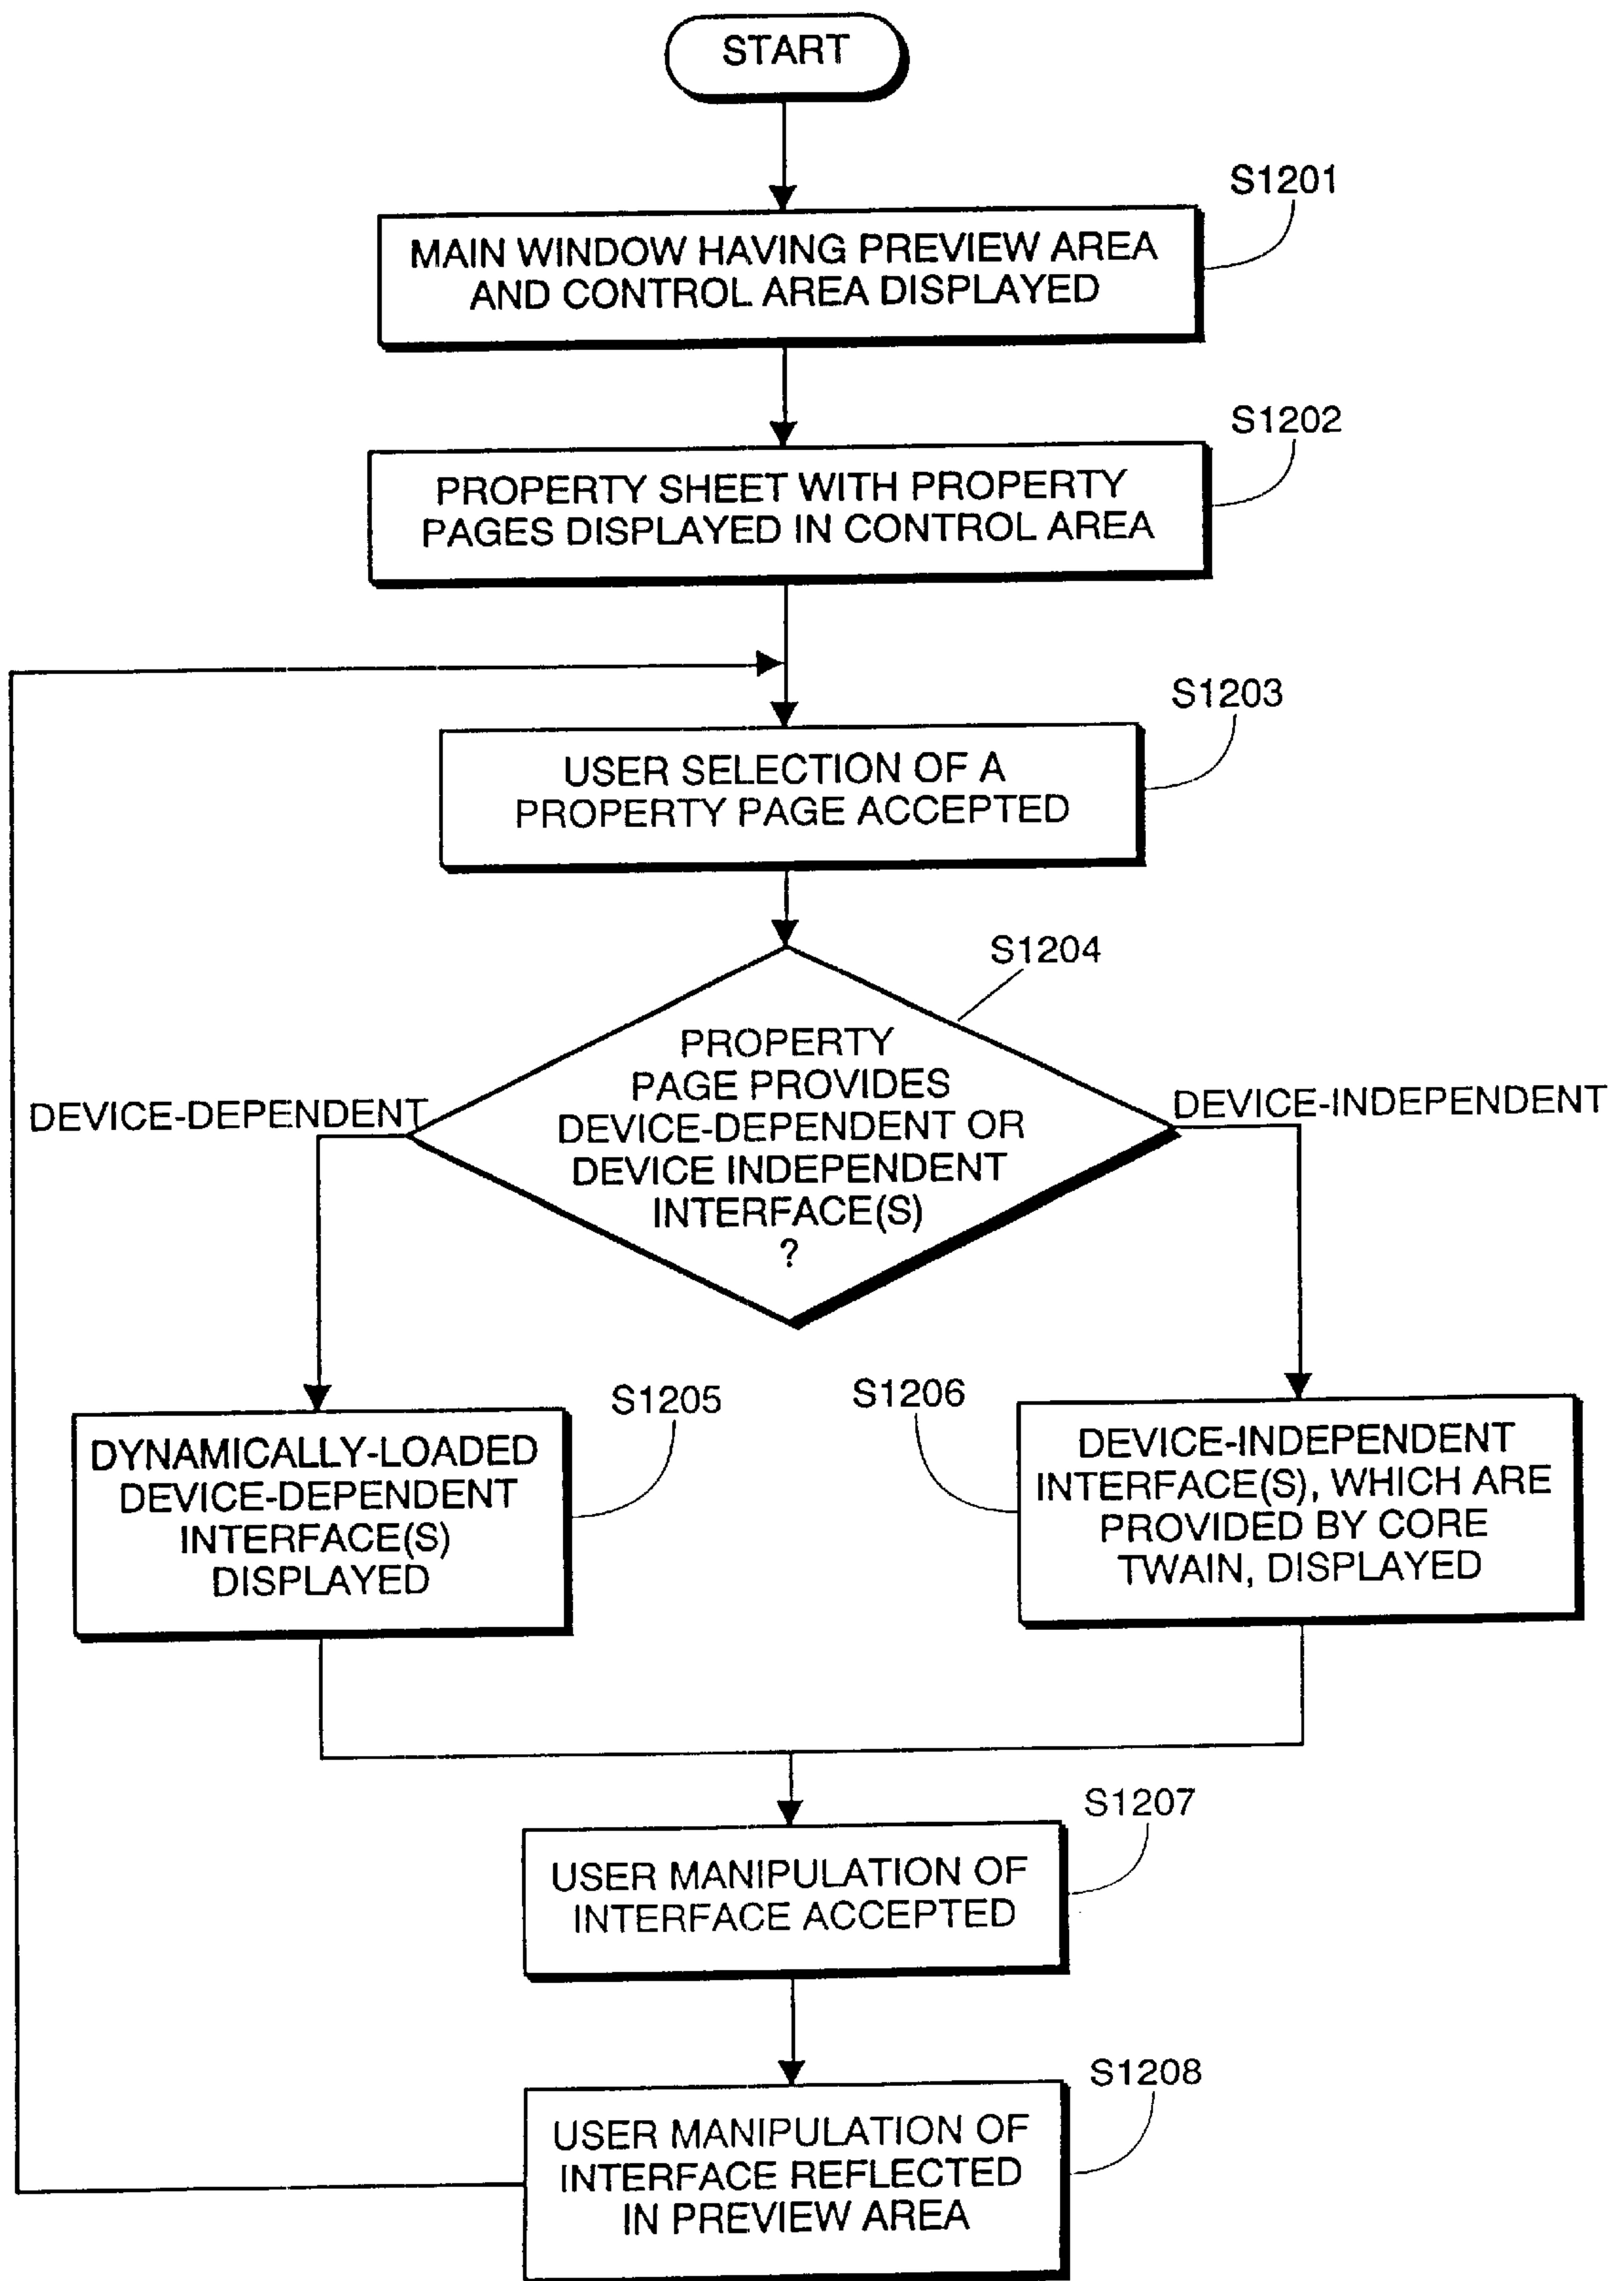 START
S1201
MAIN WINDOW HAVING PREVIEW AREA
AND CONTROL AREA DISPLAYED
S1202
PROPERTY SHEET WITH PROPERTY
PAGES DISPLAYED IN CONTROL AREA
S1203
USER SELECTION OF A
PROPERTY PAGE ACCEPTED
S1204
PROPERTY
PAGE PROVIDES
DEVICE-DEPENDENT OR
DEVICE INDEPENDENT
INTERFACE(S)
?
DEVICE-DEPENDENT
DEVICE-INDEPENDENT
S1205
DYNAMICALLY-LOADED
DEVICE-DEPENDENT
INTERFACE(S)
DISPLAYED
S1206
DEVICE-INDEPENDENT
INTERFACE(S), WHICH ARE
PROVIDED BY CORE
TWAIN, DISPLAYED
S1207
USER MANIPULATION OF
INTERFACE ACCEPTED
S1208
USER MANIPULATION OF
INTERFACE REFLECTED
IN PREVIEW AREA